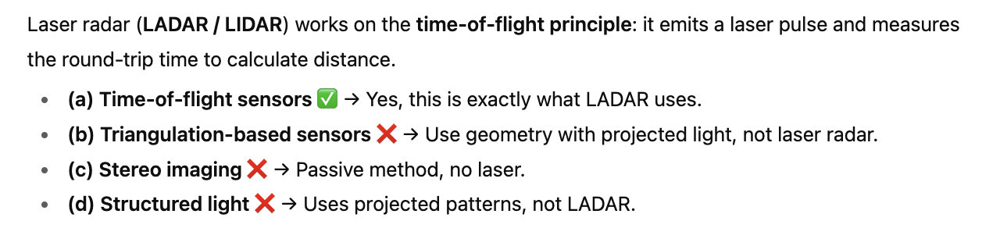 Laser radar (LADAR / LIDAR) works on the time-of-flight principle: it emits a laser pulse and measures
the round-trip time to calculate distance.
• (a) Time-of-flight sensors ✅ → Yes, this is exactly what LADAR uses.
• (b) Triangulation-based sensors ❌ → Use geometry with projected light, not laser radar.
• (c) Stereo imaging ❌ → Passive method, no laser.
• (d) Structured light ❌ → Uses projected patterns, not LADAR.